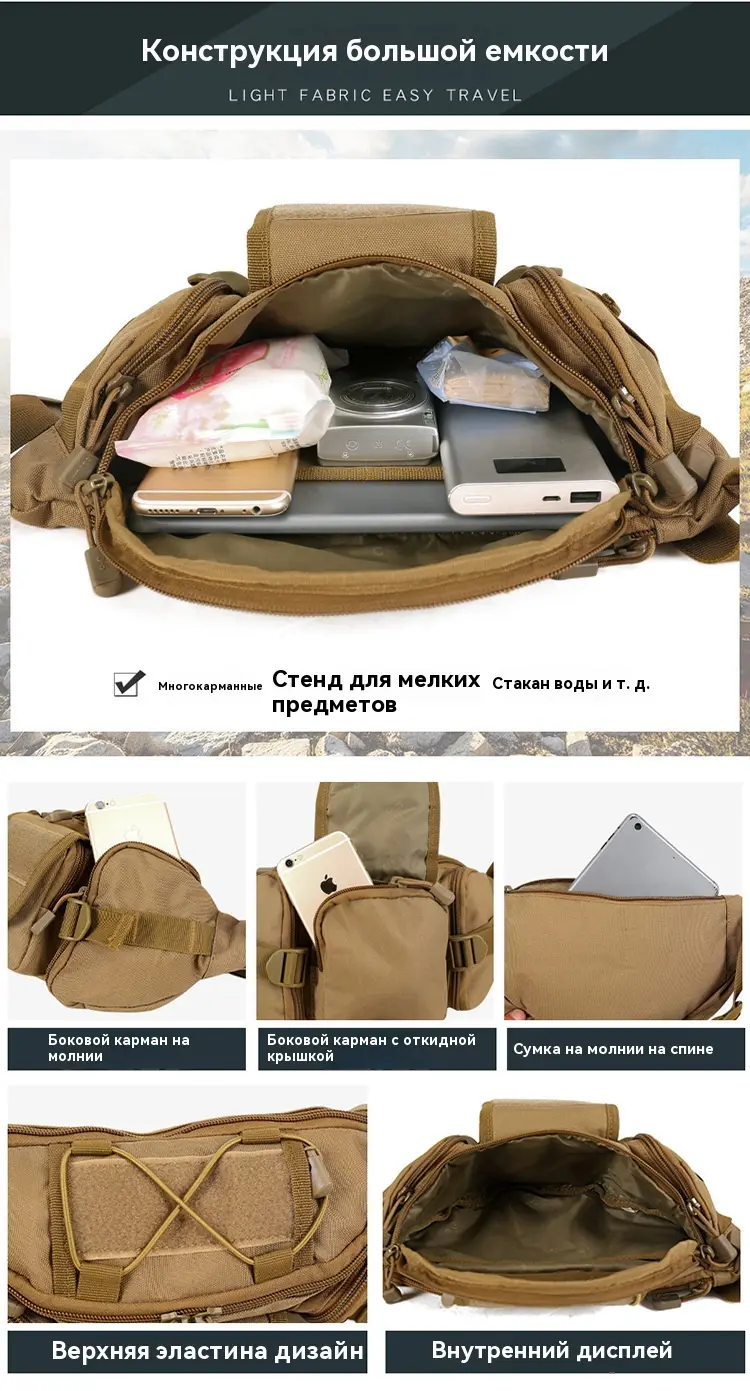 Конструкция большой емкости
LIGHT FABRIC EASY TRAVEL
Многокарманные
Стенд для мелких
предметов
Стакан воды и т. д.
Боковой карман на
молнии
Боковой карман с откидной
крышкой
Сумка на молнии на спине
Верхняя эластина дизайн
Внутренний дисплей